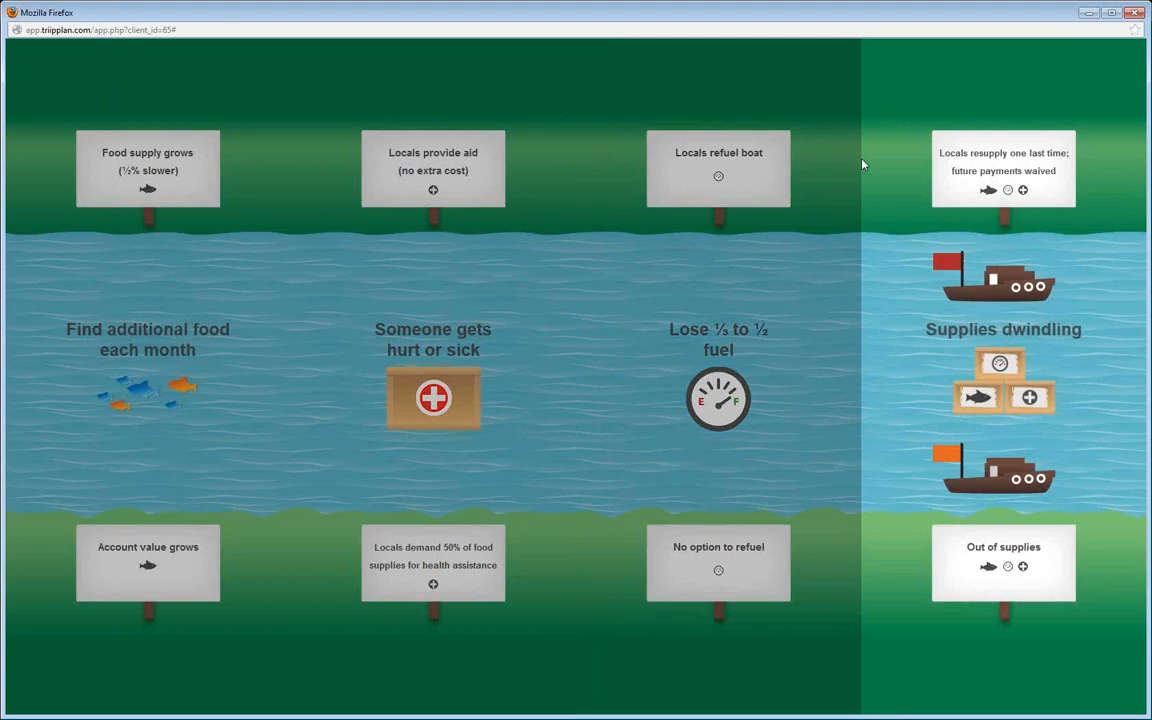 Mozilla Firefox
app.triipplan.com/app.php?client_id=65#
Food supply grows
(½% slower)
Locals provide aid
(no extra cost)
Locals refuel boat
Locals resupply one last time;
future payments waived
Find additional food
each month
Someone gets
hurt or sick
Lose ⅓ to ½
fuel
E F
Supplies dwindling
Account value grows
Locals demand 50% of food
supplies for health assistance
No option to refuel
Out of supplies